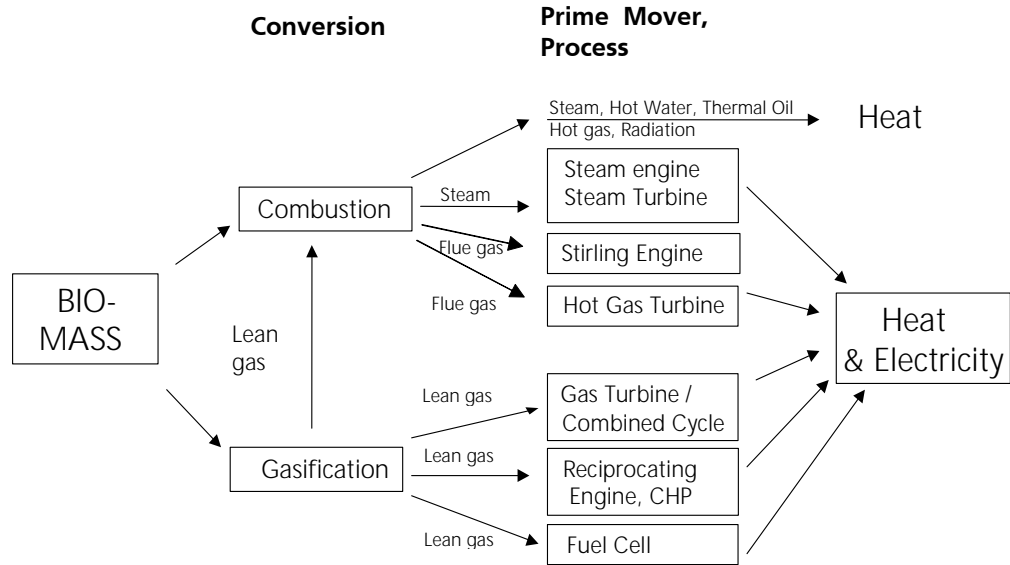 Conversion
Prime Mover,
Process
Steam, Hot Water, Thermal Oil
Hot gas, Radiation
Heat
Steam engine
Steam Turbine
Combustion
Steam
Flue gas
Stirling Engine
Flue gas
Hot Gas Turbine
BIO-
MASS
Lean
gas
Heat
& Electricity
Lean gas
Gas Turbine /
Combined Cycle
Gasification
Lean gas
Reciprocating
Engine, CHP
Lean gas
Fuel Cell